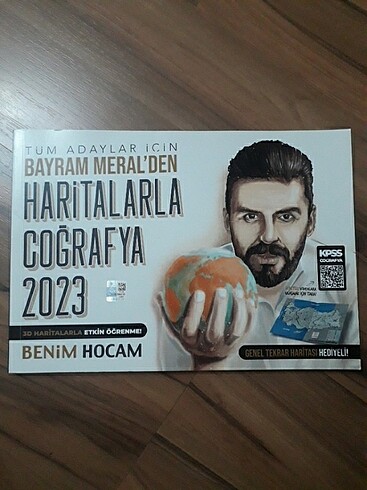 TÜM ADAYLAR İÇİN
BAYRAM MERAL'DEN
HARİTALARLA
COĞRAFYA
2023
3D HARİTALARLA ETKİN ÖĞRENME!
BENİM HOCAM
KPSS
COĞRAFYA
GENEL TEKRAR HARİTASI HEDİYELİ!